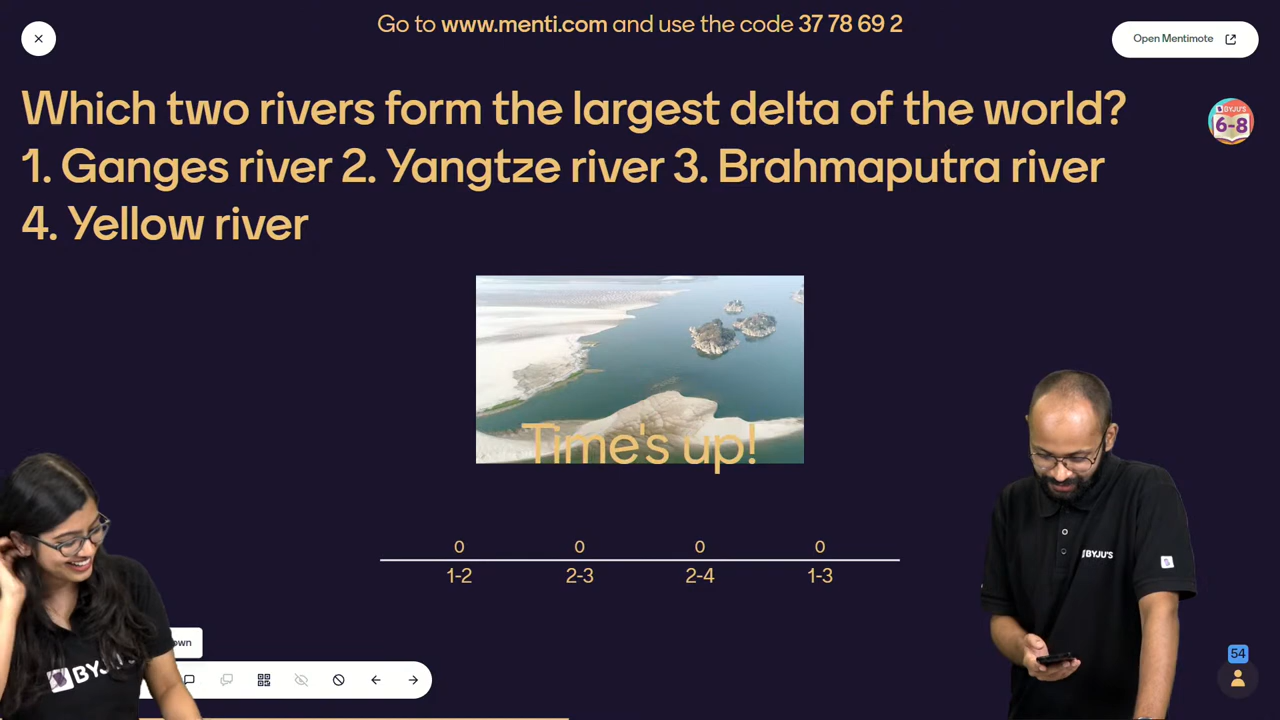 Go to www.menti.com and use the code 37 78 69 2
Open Mentimote
Which two rivers form the largest delta of the world?
1. Ganges river 2. Yangtze river 3. Brahmaputra river
4. Yellow river
BYJU'S
6-8
Time's up!
0 0 0 0
1-2 2-3 2-4 1-3
BYJU'S
BYJU'S
54